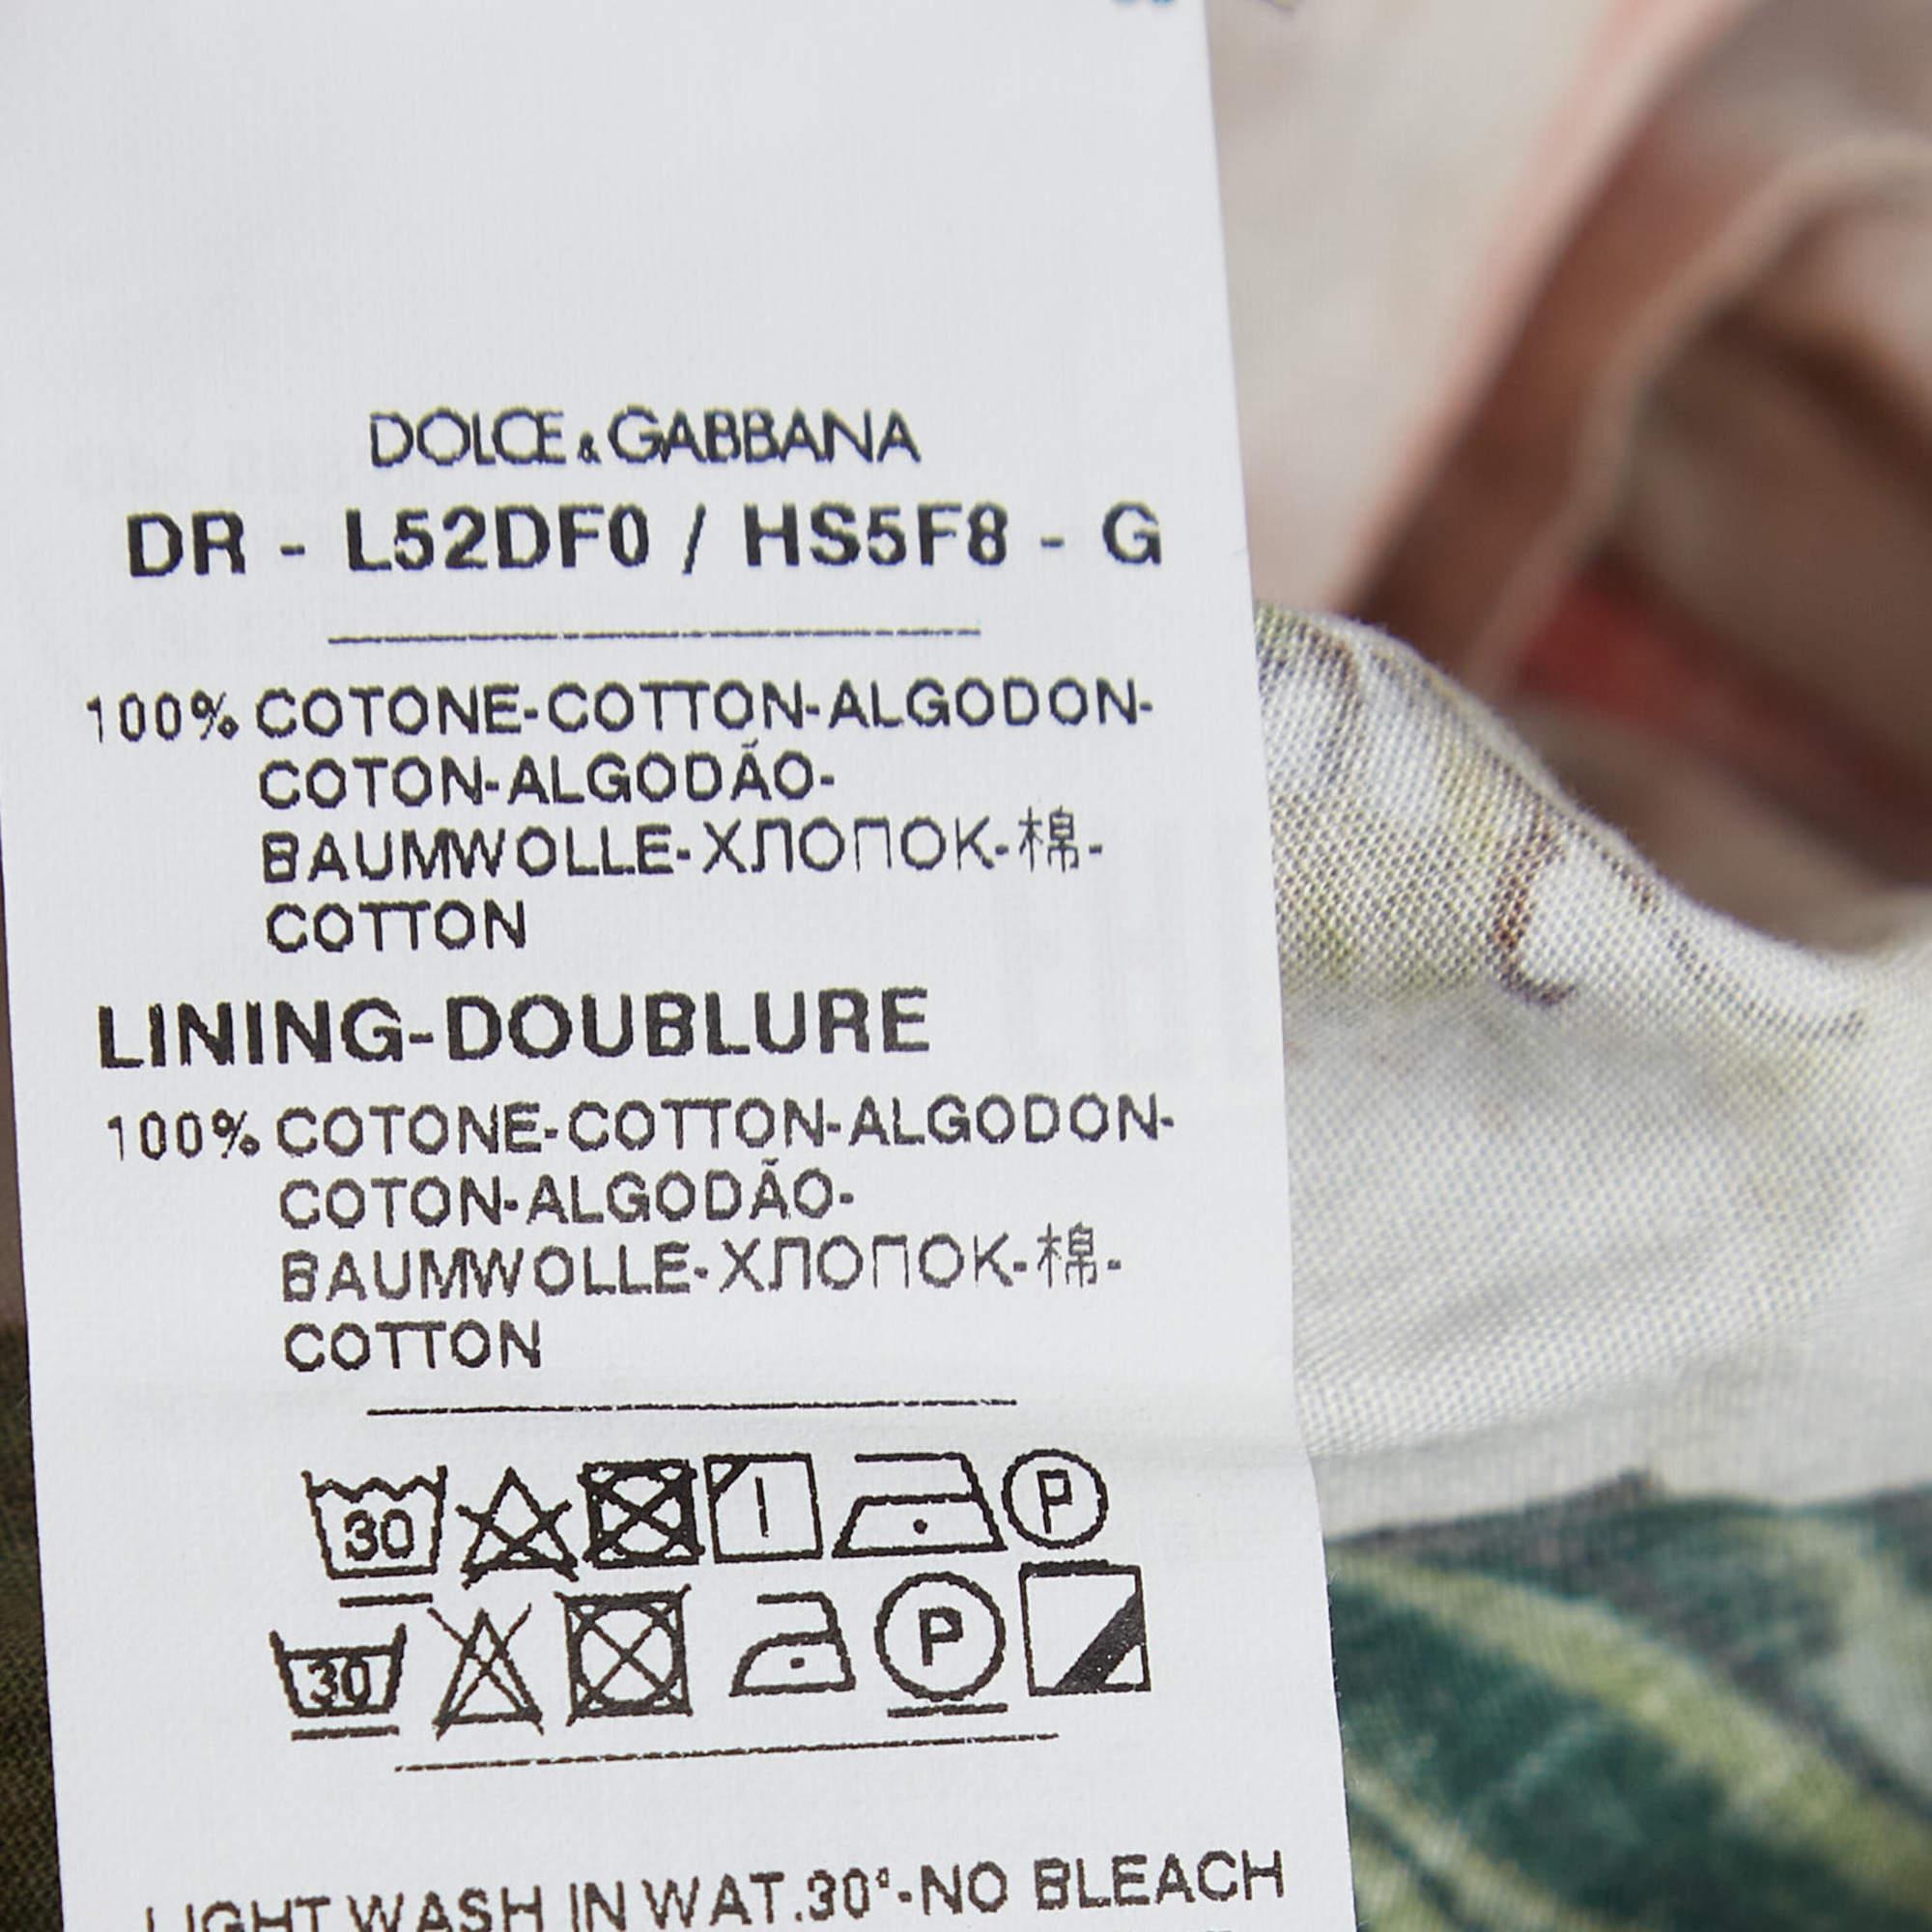 DOLCE & GABBANA
DR - L52DF0 / HS5F8 - G
100% COTONE-COTTON-ALGODON-
COTON-ALGODÃO-
BAUMWOLLE-ХЛОПОК-棉-
COTTON
LINING-DOUBLURE
100% COTONE-COTTON-ALGODON-
COTON-ALGODÃO-
BAUMWOLLE-ХЛОПОК-棉-
COTTON
30 P
30 P
LIGHT WASH IN WAT.30°-NO BLEACH